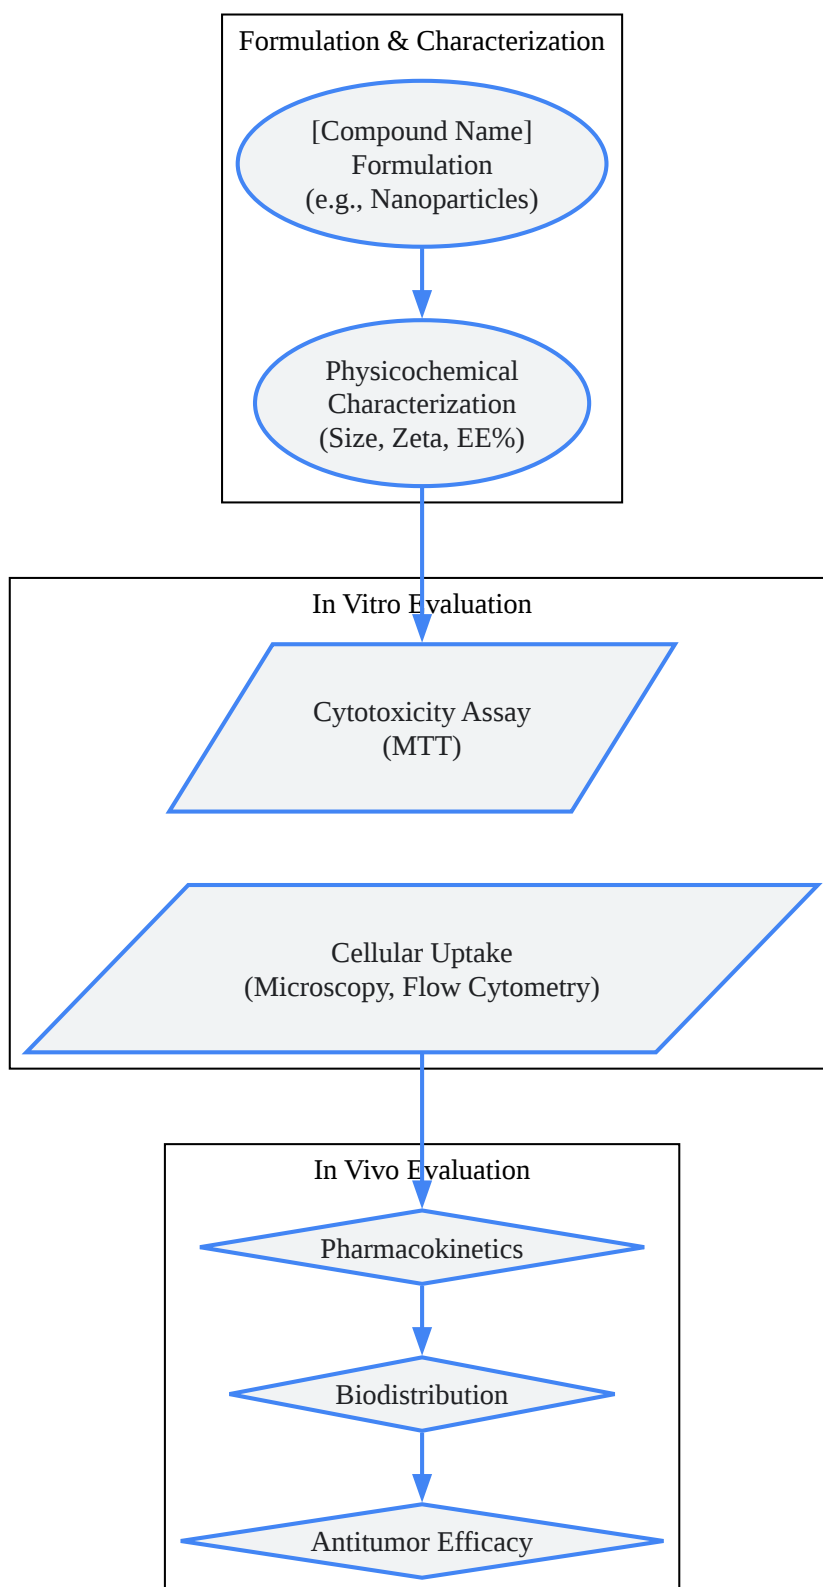 Formulation & Characterization
[Compound Name]
Formulation
(e.g., Nanoparticles)
Physicochemical
Characterization
(Size, Zeta, EE%)
In Vitro Evaluation
Cytotoxicity Assay
(MTT)
Cellular Uptake
(Microscopy, Flow Cytometry)
In Vivo Evaluation
Pharmacokinetics
Biodistribution
Antitumor Efficacy